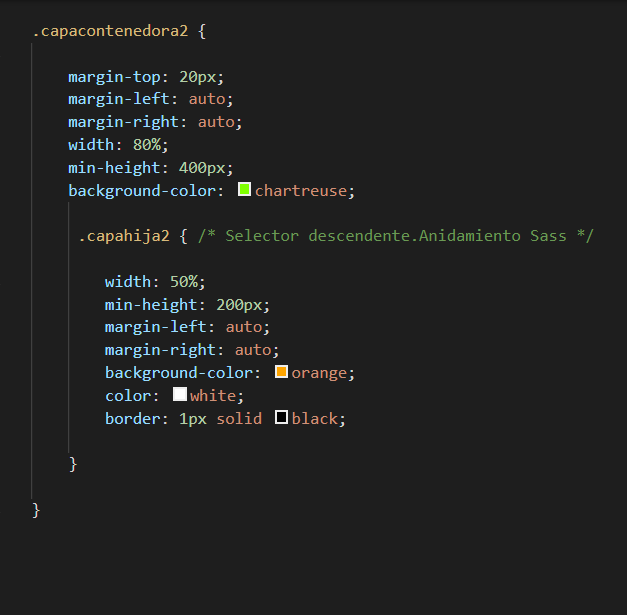 .capacontenedora2 {
margin-top: 20px;
margin-left: auto;
margin-right: auto;
width: 80%;
min-height: 400px;
background-color: chartreuse;
.capahija2 { /* Selector descendente.Anidamiento Sass */
width: 50%;
min-height: 200px;
margin-left: auto;
margin-right: auto;
background-color: orange;
color: white;
border: 1px solid black;
}
}